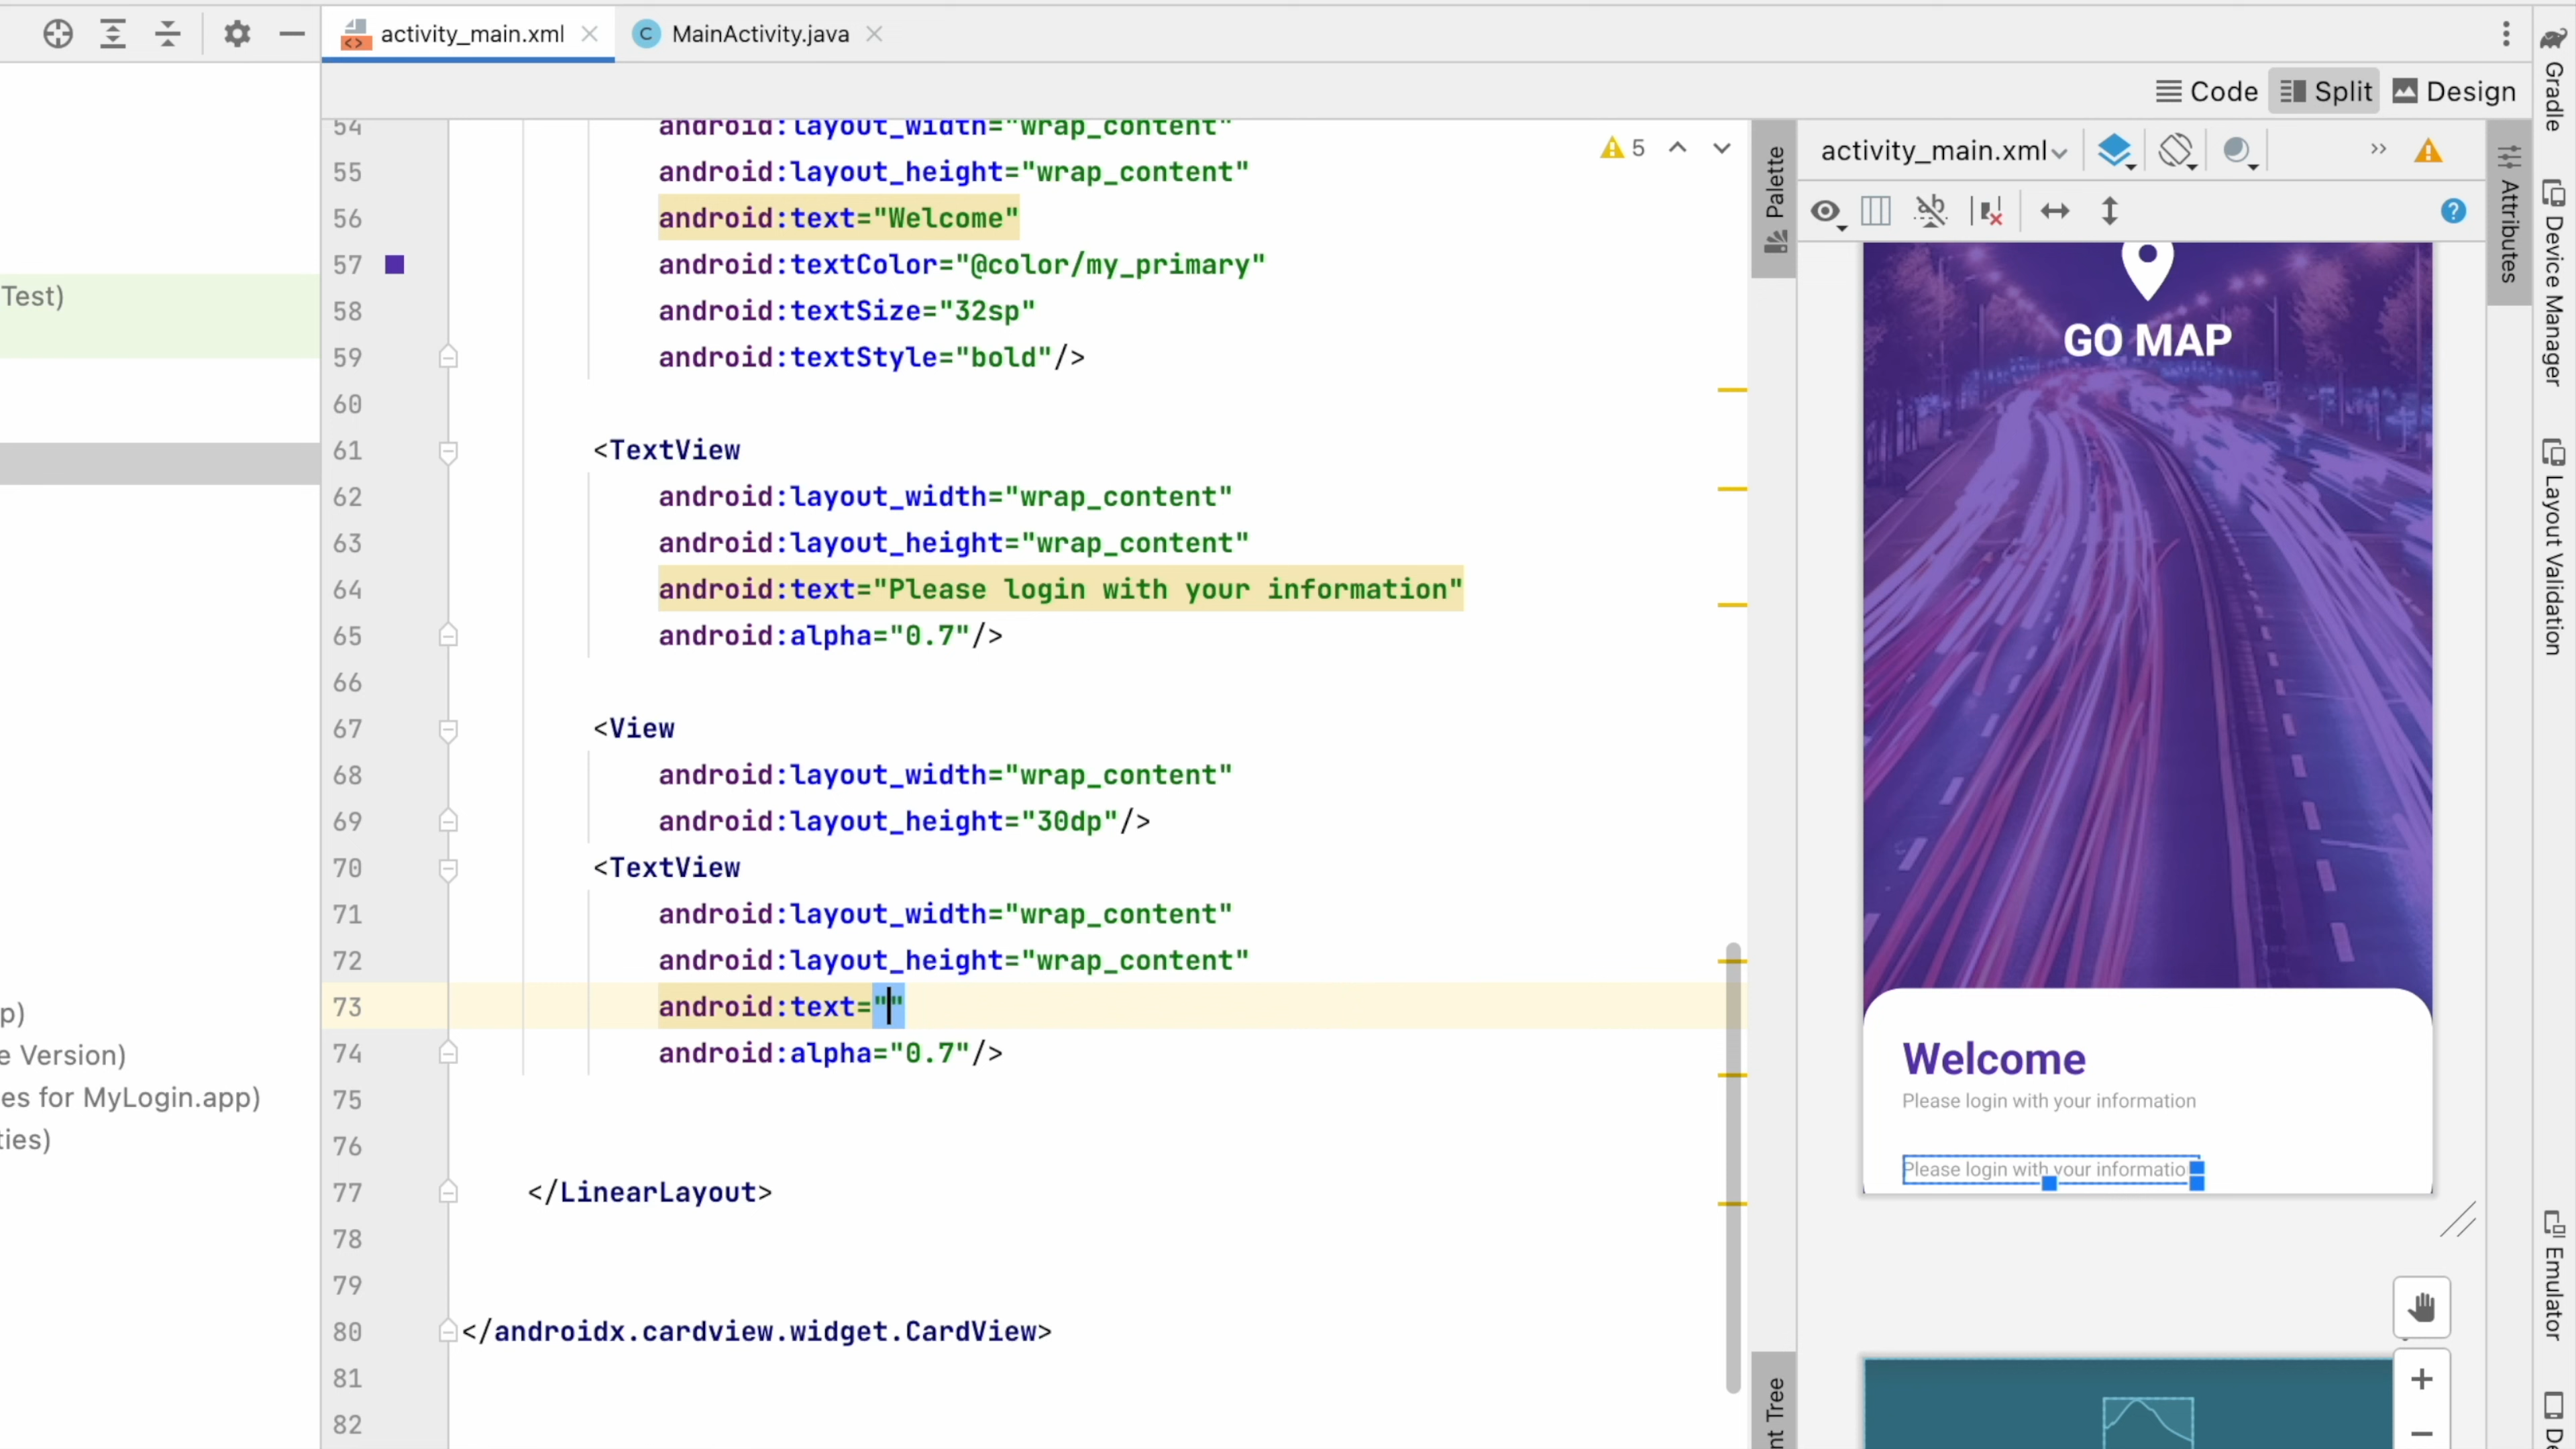 activity_main.xml
MainActivity.java
Code
Split
Design
Test)
p)
e Version)
es for MyLogin.app)
ties)
54 android:layout_width="wrap_content"
55 android:layout_height="wrap_content"
56 android:text="Welcome"
57 android:textColor="@color/my_primary"
58 android:textSize="32sp"
59 android:textStyle="bold"/>
60
61 <TextView
62 android:layout_width="wrap_content"
63 android:layout_height="wrap_content"
64 android:text="Please login with your information"
65 android:alpha="0.7"/>
66
67 <View
68 android:layout_width="wrap_content"
69 android:layout_height="30dp"/>
70 <TextView
71 android:layout_width="wrap_content"
72 android:layout_height="wrap_content"
73 android:text=""
74 android:alpha="0.7"/>
75
76
77 </LinearLayout>
78
79
80 </androidx.cardview.widget.CardView>
81
82
5
Palette
nt Tree
activity_main.xml
GO MAP
Welcome
Please login with your information
Please login with your informatio
Attributes
Gradle
Device Manager
Layout Validation
Emulator